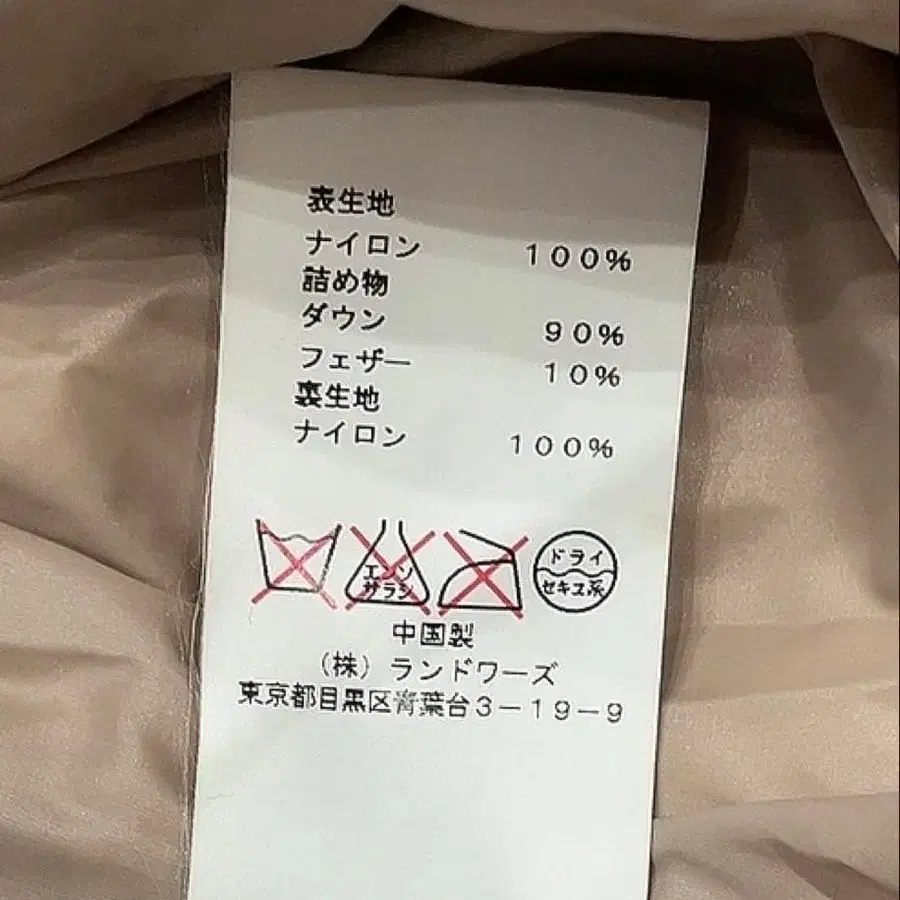 表生地
ナイロン 100%
詰め物
ダウン 90%
フェザー 10%
裏生地
ナイロン 100%
エンソ
サラシ
ドライ
セキユ系
中国製
（株）ランドワーズ
東京都目黒区青葉台3－19－9